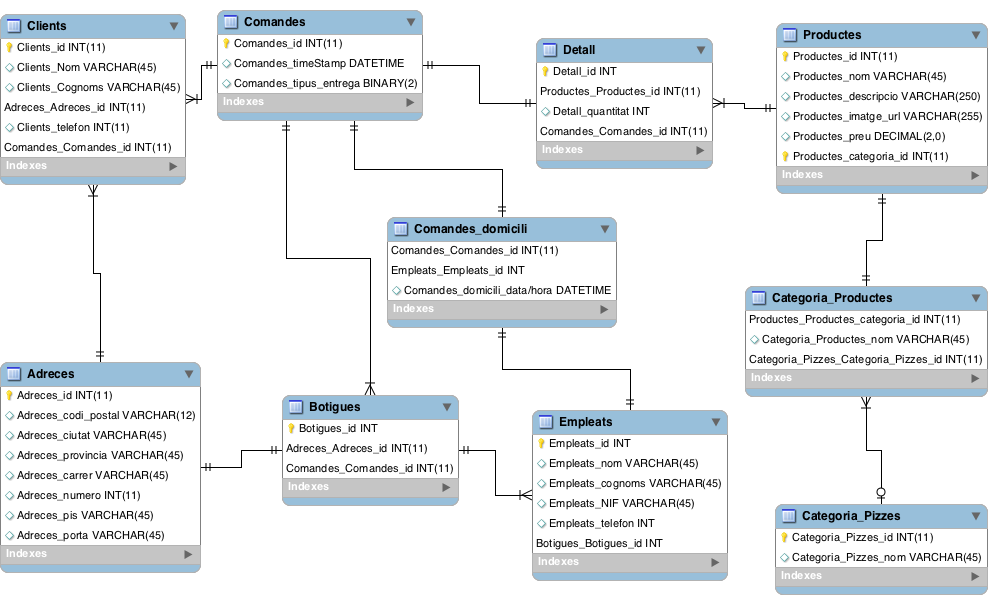 Clients
Clients_id INT(11)
Clients_Nom VARCHAR(45)
Clients_Cognoms VARCHAR(45)
Adreces_Adreces_id INT(11)
Clients_telefon INT(11)
Comandes_Comandes_id INT(11)
Indexes
Comandes
Comandes_id INT(11)
Comandes_timeStamp DATETIME
Comandes_tipus_entrega BINARY(2)
Indexes
Detall
Detall_id INT
Productes_Productes_id INT(11)
Detall_quantitat INT
Comandes_Comandes_id INT(11)
Indexes
Productes
Productes_id INT(11)
Productes_nom VARCHAR(45)
Productes_descripcio VARCHAR(250)
Productes_imatge_url VARCHAR(255)
Productes_preu DECIMAL(2,0)
Productes_categoria_id INT(11)
Indexes
Comandes_domicili
Comandes_Comandes_id INT(11)
Empleats_Empleats_id INT
Comandes_domicili_data/hora DATETIME
Indexes
Categoria_Productes
Productes_Productes_categoria_id INT(11)
Categoria_Productes_nom VARCHAR(45)
Categoria_Pizzes_Categoria_Pizzes_id INT(11)
Indexes
Adreces
Adreces_id INT(11)
Adreces_codi_postal VARCHAR(12)
Adreces_ciutat VARCHAR(45)
Adreces_provincia VARCHAR(45)
Adreces_carrer VARCHAR(45)
Adreces_numero INT(11)
Adreces_pis VARCHAR(45)
Adreces_porta VARCHAR(45)
Indexes
Botigues
Botigues_id INT
Adreces_Adreces_id INT(11)
Comandes_Comandes_id INT(11)
Indexes
Empleats
Empleats_id INT
Empleats_nom VARCHAR(45)
Empleats_cognoms VARCHAR(45)
Empleats_NIF VARCHAR(45)
Empleats_telefon INT
Botigues_Botigues_id INT
Indexes
Categoria_Pizzes
Categoria_Pizzes_id INT(11)
Categoria_Pizzes_nom VARCHAR(45)
Indexes